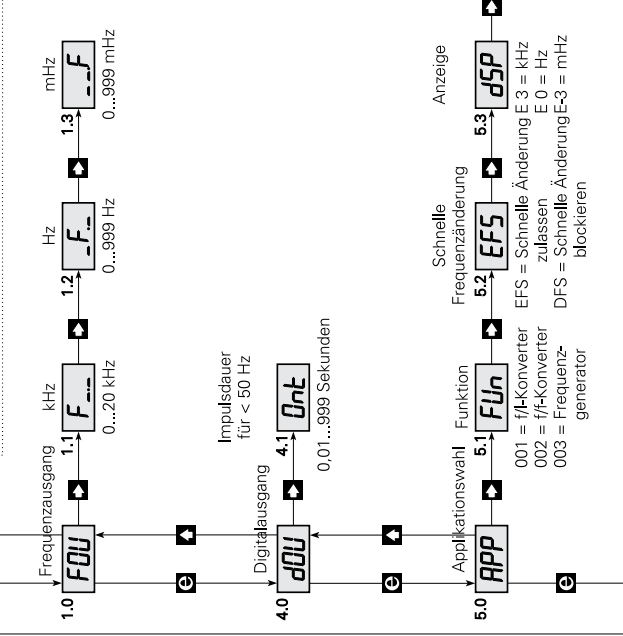 1.0
Frequenzausgang
FOU
1.1
kHz
F_._
0...20 kHz
1.2
Hz
_F._
0...999 Hz
1.3
mHz
_ _.F
0...999 mHz
e
4.0
Digitalausgang
dOU
4.1
Impulsdauer
für < 50 Hz
Ont
0,01...999 Sekunden
e
5.0
Applikationswahl
APP
5.1
Funktion
FUn
001 = f/I-Konverter
002 = f/f-Konverter
003 = Frequenz-
generator
5.2
Schnelle
Frequenzänderung
EFS
EFS = Schnelle Änderung
zulassen
DFS = Schnelle Änderung
blockieren
5.3
Anzeige
dSP
E 3 = kHz
E 0 = Hz
E-3 = mHz
e